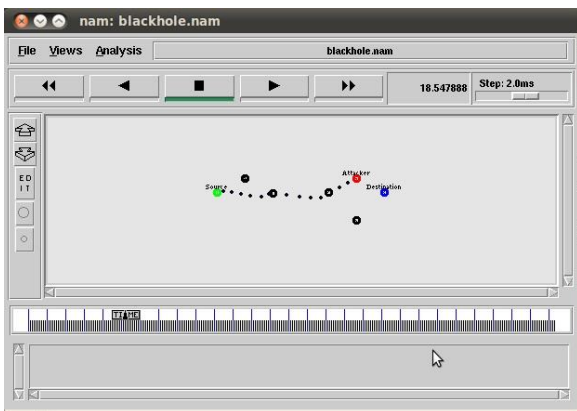 nam: blackhole.nam
File Views Analysis blackhole.nam
18.547888 Step: 2.0ms
ED
IT
Attacker
Source Destination
TIME